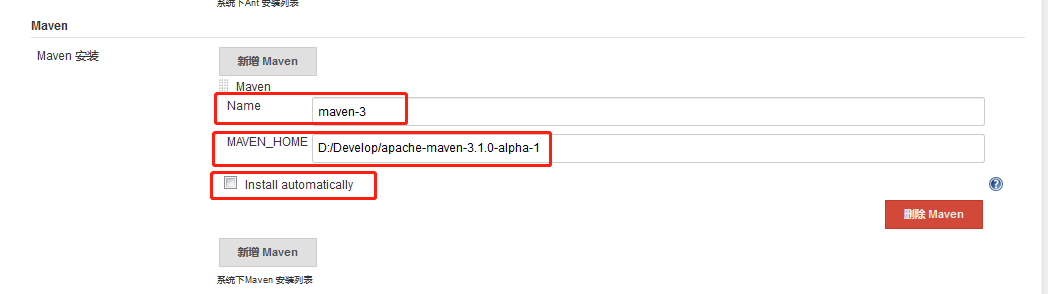 系统下Ant 安装列表
Maven
Maven 安装
新增 Maven
Maven
Name
maven-3
MAVEN_HOME
D:/Develop/apache-maven-3.1.0-alpha-1
Install automatically
?
删除 Maven
新增 Maven
系统下Maven 安装列表